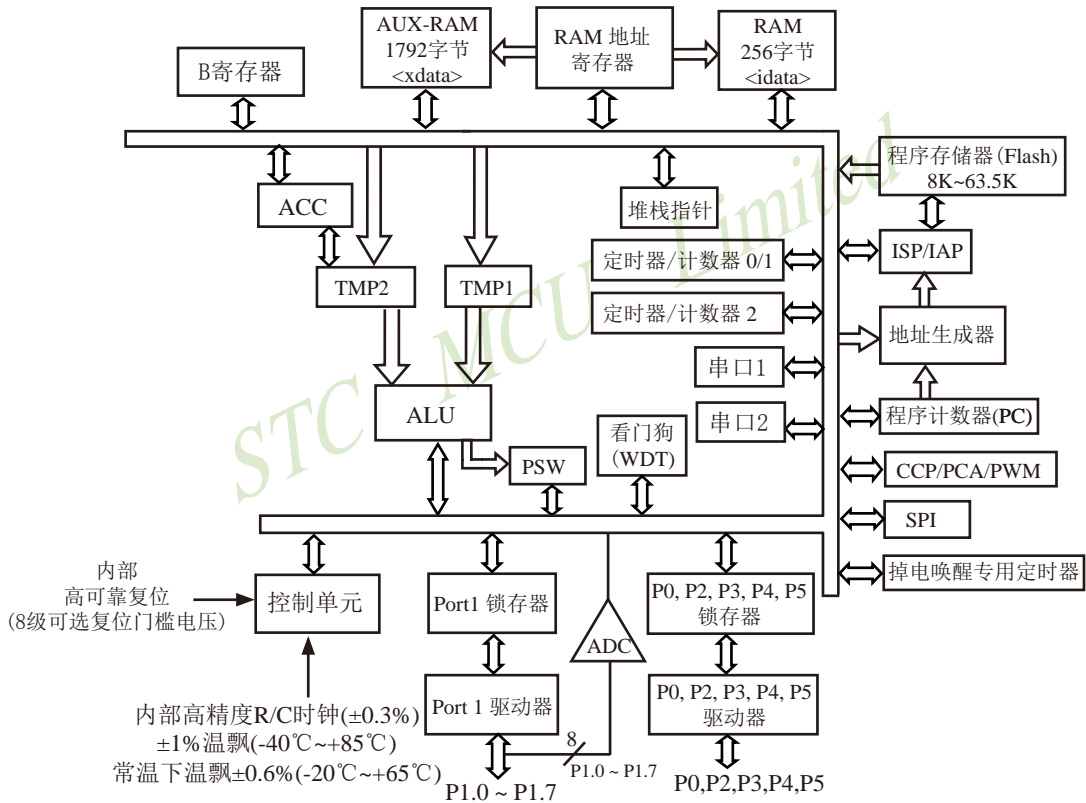 AUX-RAM
1792字节
<xdata>
RAM 地址
寄存器
RAM
256字节
<idata>
B寄存器
程序存储器(Flash)
8K~63.5K
ACC
堆栈指针
ISP/IAP
定时器/计数器 0/1
TMP2
TMP1
定时器/计数器 2
地址生成器
串口1
ALU
串口2
程序计数器(PC)
看门狗
(WDT)
PSW
CCP/PCA/PWM
SPI
掉电唤醒专用定时器
内部
高可靠复位
(8级可选复位门槛电压)
控制单元
Port1 锁存器
ADC
P0, P2, P3, P4, P5
锁存器
Port 1 驱动器
P0, P2, P3, P4, P5
驱动器
内部高精度R/C时钟(±0.3%)
±1%温飘(-40℃~+85℃)
常温下温飘±0.6%(-20℃~+65℃)
8
P1.0 ~ P1.7
P1.0 ~ P1.7
P0,P2,P3,P4,P5
STC MCU Limited